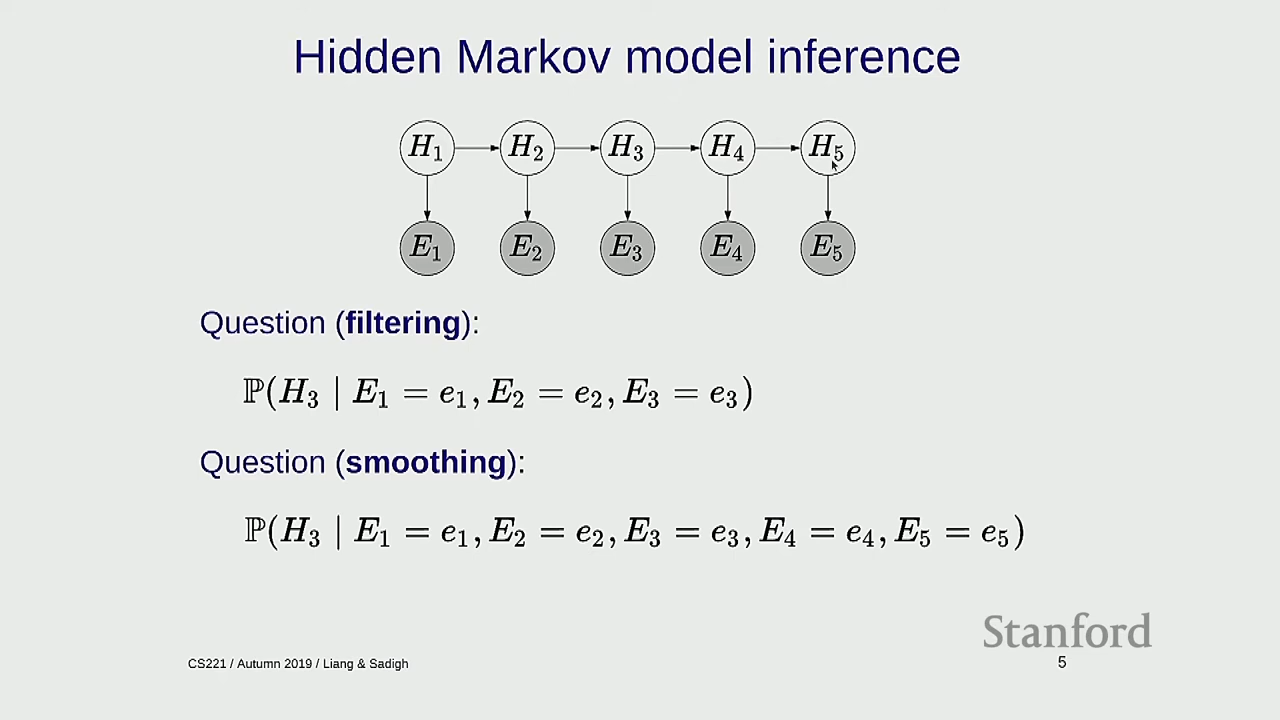 Hidden Markov model inference
H₁ H₂ H₃ H₄ H₅
E₁ E₂ E₃ E₄ E₅
Question (filtering):
ℙ(H₃ | E₁ = e₁, E₂ = e₂, E₃ = e₃)
Question (smoothing):
ℙ(H₃ | E₁ = e₁, E₂ = e₂, E₃ = e₃, E₄ = e₄, E₅ = e₅)
Stanford
CS221 / Autumn 2019 / Liang & Sadigh 5